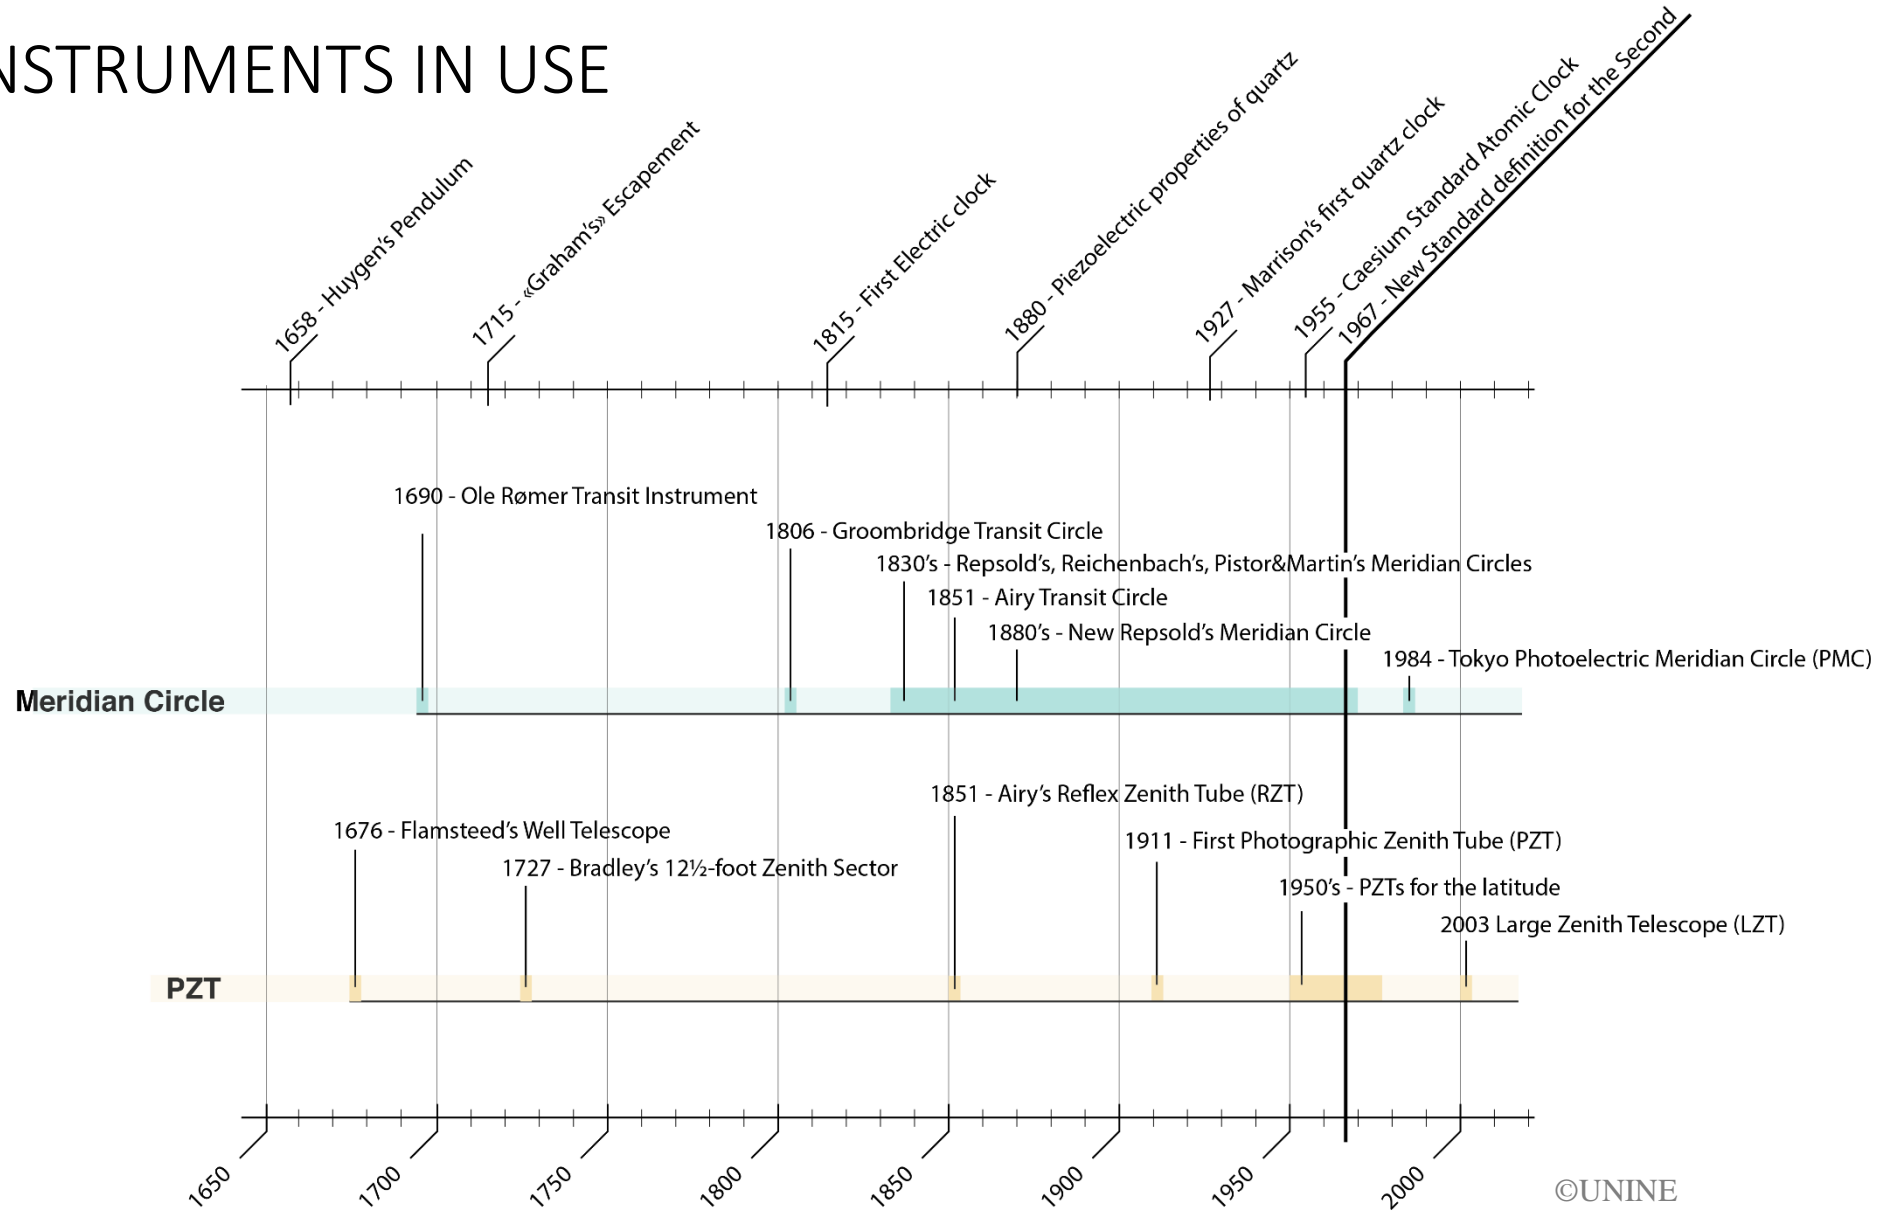 NSTRUMENTS IN USE
1658 - Huygen's Pendulum
1715 - «Graham's» Escapement
1815 - First Electric clock
1880 - Piezoelectric properties of quartz
1927 - Marrison's first quartz clock
1955 - Caesium Standard Atomic Clock
1967 - New Standard definition for the Second
1690 - Ole Rømer Transit Instrument
1806 - Groombridge Transit Circle
1830's - Repsold's, Reichenbach's, Pistor&Martin's Meridian Circles
1851 - Airy Transit Circle
1880's - New Repsold's Meridian Circle
1984 - Tokyo Photoelectric Meridian Circle (PMC)
Meridian Circle
1851 - Airy's Reflex Zenith Tube (RZT)
1676 - Flamsteed's Well Telescope
1911 - First Photographic Zenith Tube (PZT)
1727 - Bradley's 12½-foot Zenith Sector
1950's - PZTs for the latitude
2003 Large Zenith Telescope (LZT)
PZT
1650
1700
1750
1800
1850
1900
1950
2000
©UNINE